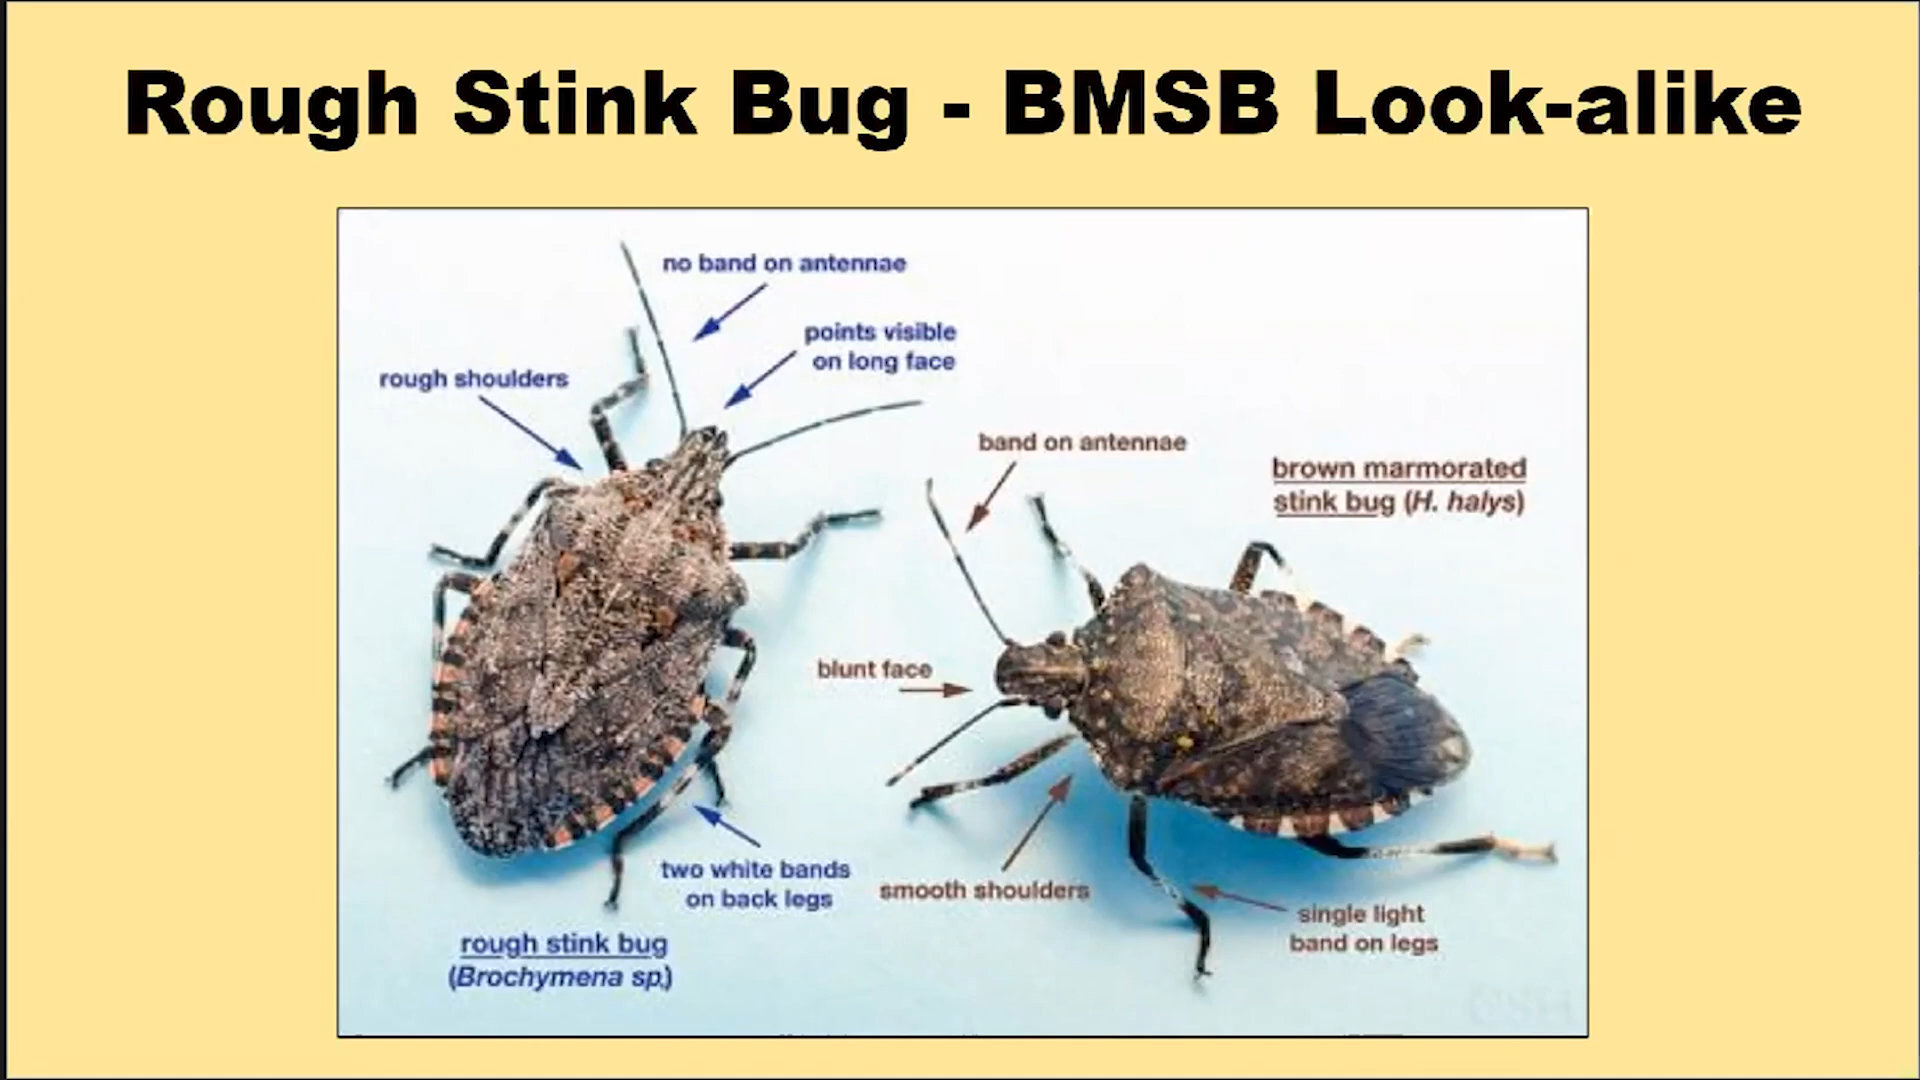 Rough Stink Bug - BMSB Look-alike
no band on antennae
points visible
on long face
rough shoulders
band on antennae
brown marmorated
stink bug (H. halys)
blunt face
two white bands
on back legs
smooth shoulders
single light
band on legs
rough stink bug
(Brochymena sp.)